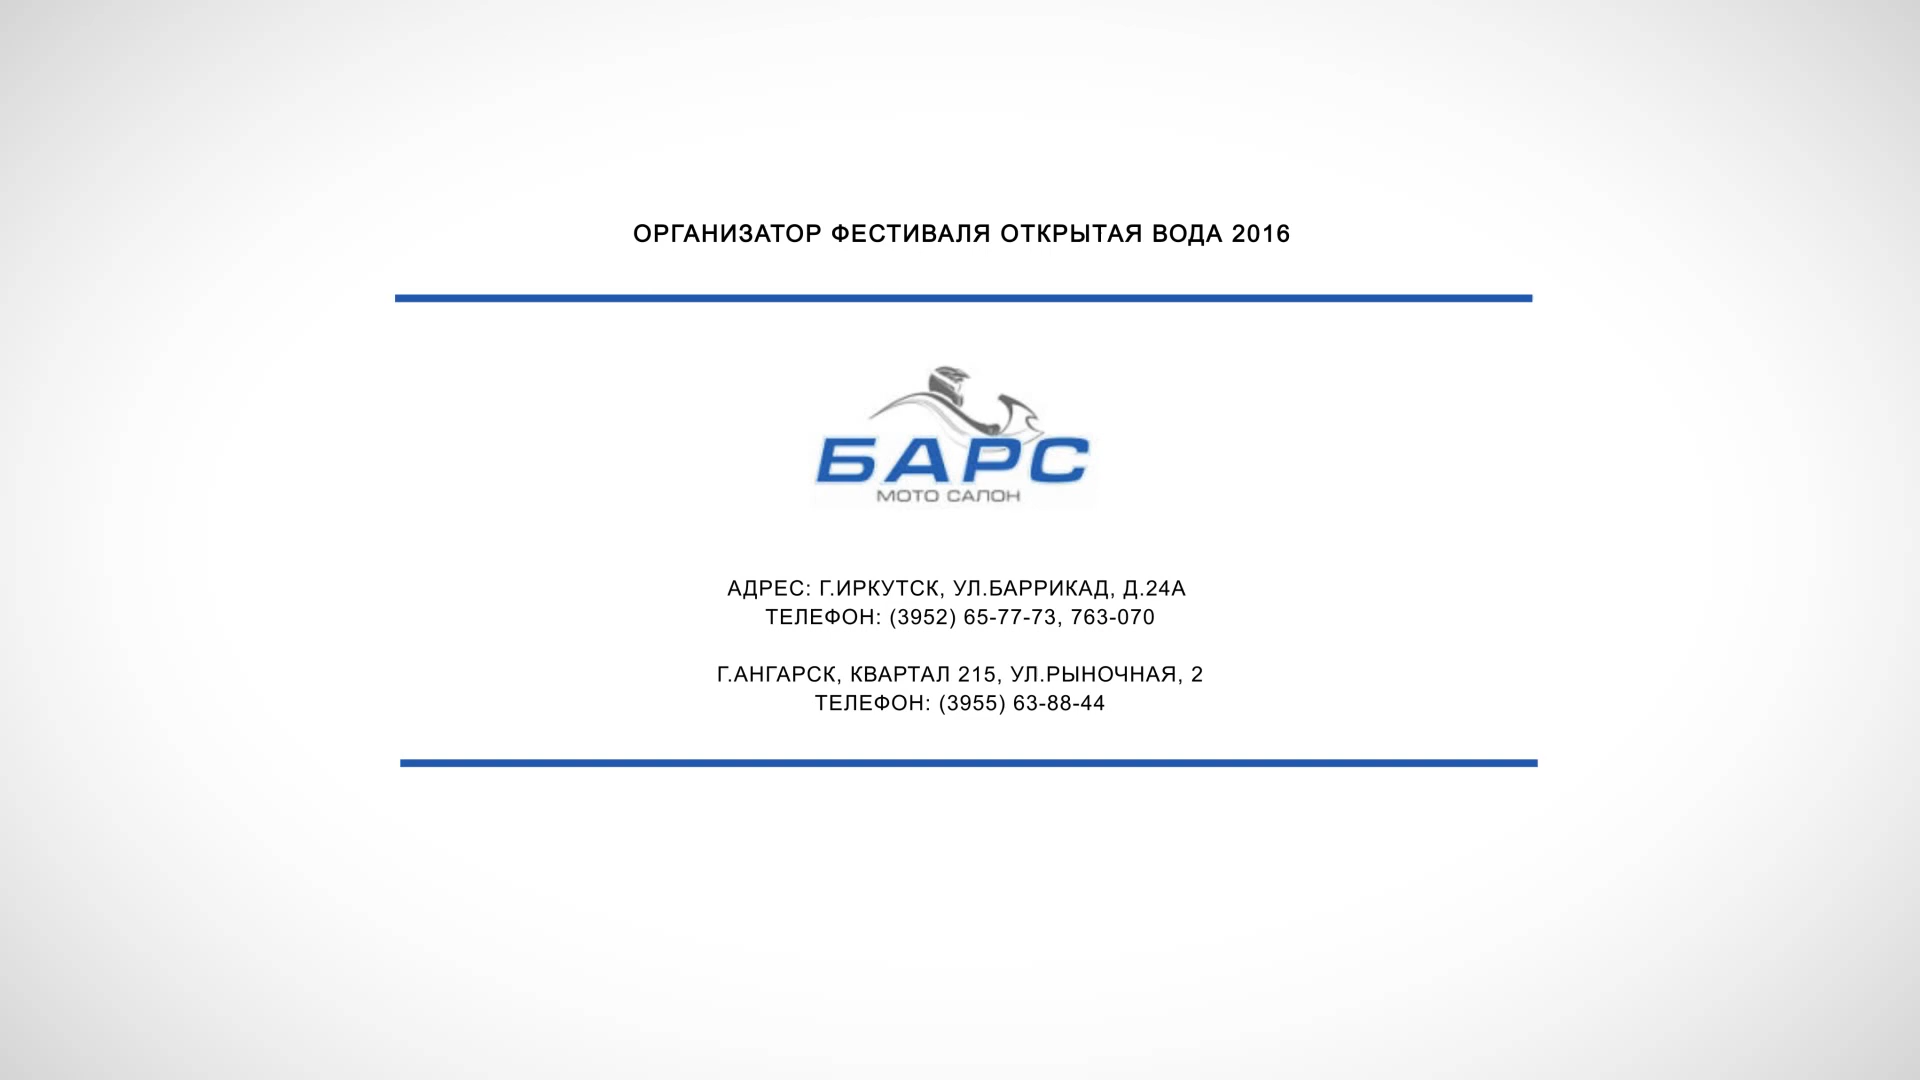 ОРГАНИЗАТОР ФЕСТИВАЛЯ ОТКРЫТАЯ ВОДА 2016
БАРС
МОТО САЛОН
АДРЕС: Г.ИРКУТСК, УЛ.БАРРИКАД, Д.24А
ТЕЛЕФОН: (3952) 65-77-73, 763-070
Г.АНГАРСК, КВАРТАЛ 215, УЛ.РЫНОЧНАЯ, 2
ТЕЛЕФОН: (3955) 63-88-44